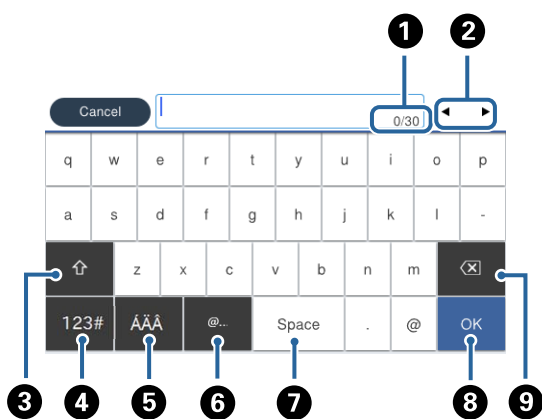 1 2
Cancel
0/30 ◀ ▶
q w e r t y u i o p
a s d f g h j k l -
z x c v b n m
123# ÁÄÂ @... Space . @ OK
3 4 5 6 7 8 9